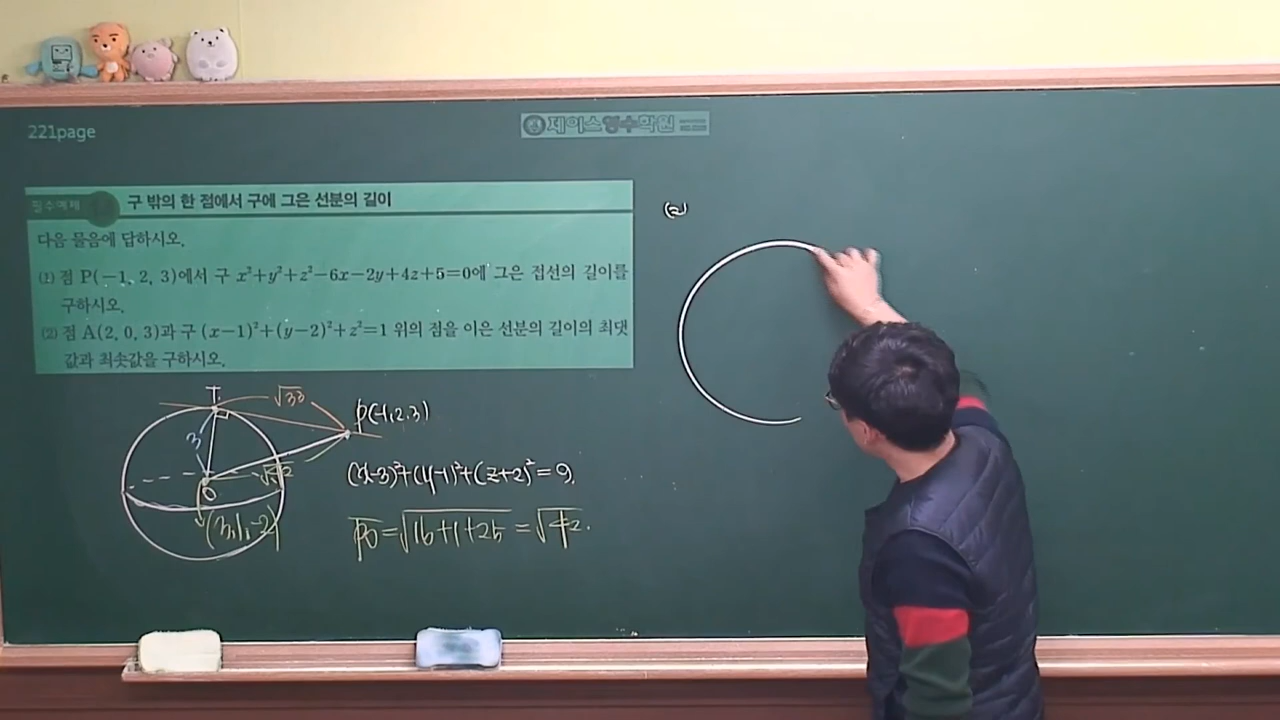 221page
제이스영수학원
필수예제
구 밖의 한 점에서 구에 그은 선분의 길이
다음 물음에 답하시오.
(1) 점 P(−1, 2, 3)에서 구 x²+y²+z²−6x−2y+4z+5=0에 그은 접선의 길이를
구하시오.
(2) 점 A(2, 0, 3)과 구 (x−1)²+(y−2)²+z²=1 위의 점을 이은 선분의 길이의 최댓
값과 최솟값을 구하시오.
(2)
T
√33
P(-1,2,3)
3
√42
O
(3,1,-2)
(x-3)²+(y-1)²+(z+2)²=9.
PO=√16+1+25=√42.